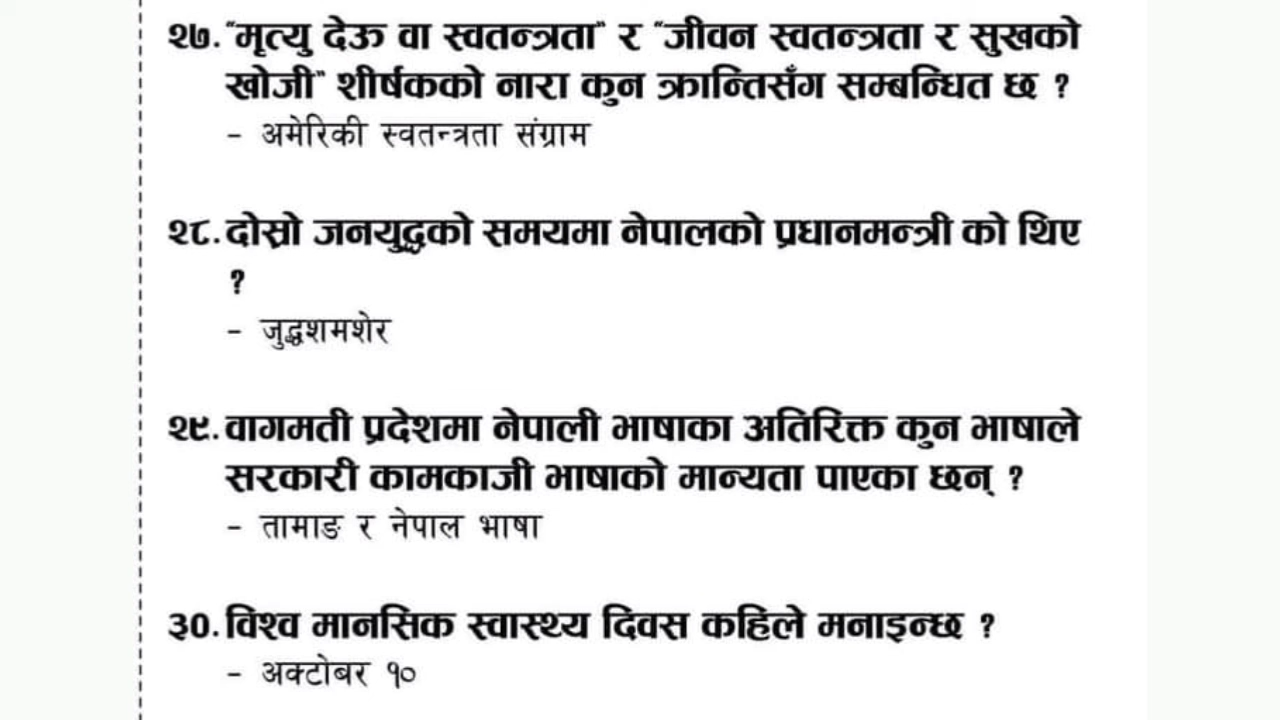 २७. "मृत्यु देऊ वा स्वतन्त्रता" र "जीवन स्वतन्त्रता र सुखको
खोजी" शीर्षकको नारा कुन क्रान्तिसँग सम्बन्धित छ ?
- अमेरिकी स्वतन्त्रता संग्राम
२८. दोस्रो जनयुद्धको समयमा नेपालको प्रधानमन्त्री को थिए
?
- जुद्धशमशेर
२९. वागमती प्रदेशमा नेपाली भाषाका अतिरिक्त कुन भाषाले
सरकारी कामकाजी भाषाको मान्यता पाएका छन् ?
- तामाङ र नेपाल भाषा
३०. विश्व मानसिक स्वास्थ्य दिवस कहिले मनाइन्छ ?
- अक्टोबर १०